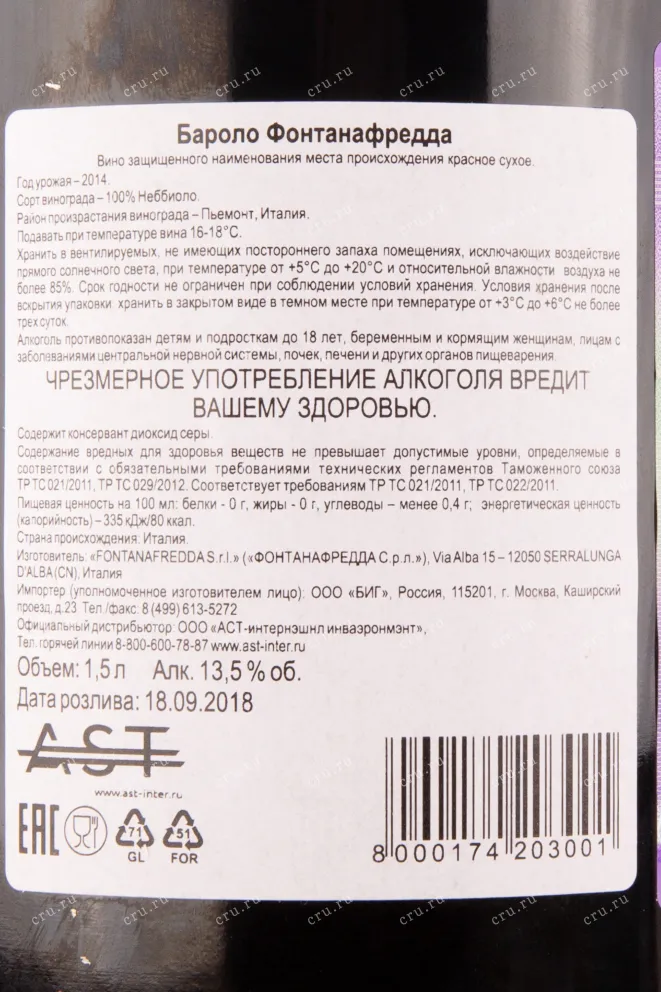 Бароло Фонтанафредда
Вино защищенного наименования места происхождения красное сухое.
Год урожая – 2014.
Сорт винограда – 100% Неббиоло.
Район произрастания винограда – Пьемонт, Италия.
Подавать при температуре вина 16-18°С.
Хранить в вентилируемых, не имеющих постороннего запаха помещениях, исключающих воздействие
прямого солнечного света, при температуре от +5°С до +20°С и относительной влажности воздуха не
более 85%. Срок годности не ограничен при соблюдении условий хранения. Условия хранения после
вскрытия упаковки: хранить в закрытом виде в темном месте при температуре от +3°С до +6°С не более
трех суток.
Алкоголь противопоказан детям и подросткам до 18 лет, беременным и кормящим женщинам, лицам с
заболеваниями центральной нервной системы, почек, печени и других органов пищеварения.
ЧРЕЗМЕРНОЕ УПОТРЕБЛЕНИЕ АЛКОГОЛЯ ВРЕДИТ
ВАШЕМУ ЗДОРОВЬЮ.
Содержит консервант диоксид серы.
Содержание вредных для здоровья веществ не превышает допустимые уровни, определяемые в
соответствии с обязательными требованиями технических регламентов Таможенного союза
ТР ТС 021/2011, ТР ТС 029/2012. Соответствует требованиям ТР ТС 021/2011, ТР ТС 022/2011.
Пищевая ценность на 100 мл: белки - 0 г, жиры - 0 г, углеводы – менее 0,4 г; энергетическая ценность
(калорийность) – 335 кДж/80 ккал.
Страна происхождения: Италия.
Изготовитель: «FONTANAFREDDA S.r.l.» («ФОНТАНАФРЕДДА С.р.л.»), Via Alba 15 – 12050 SERRALUNGA
D'ALBA (CN), Италия
Импортер (уполномоченное изготовителем лицо): ООО «БИГ», Россия, 115201, г. Москва, Каширский
проезд, д.23 Тел./факс: 8 (499) 613-5272
Официальный дистрибьютор: ООО «АСТ-интернэшнл инваэронмэнт»,
Тел. горячей линии 8-800-600-78-87 www.ast-inter.ru
Объем: 1,5 л Алк. 13,5 % об.
Дата розлива: 18.09.2018
AST
www.ast-inter.ru
EAC
71 51
GL FOR
8 000174 203001
cru.ru